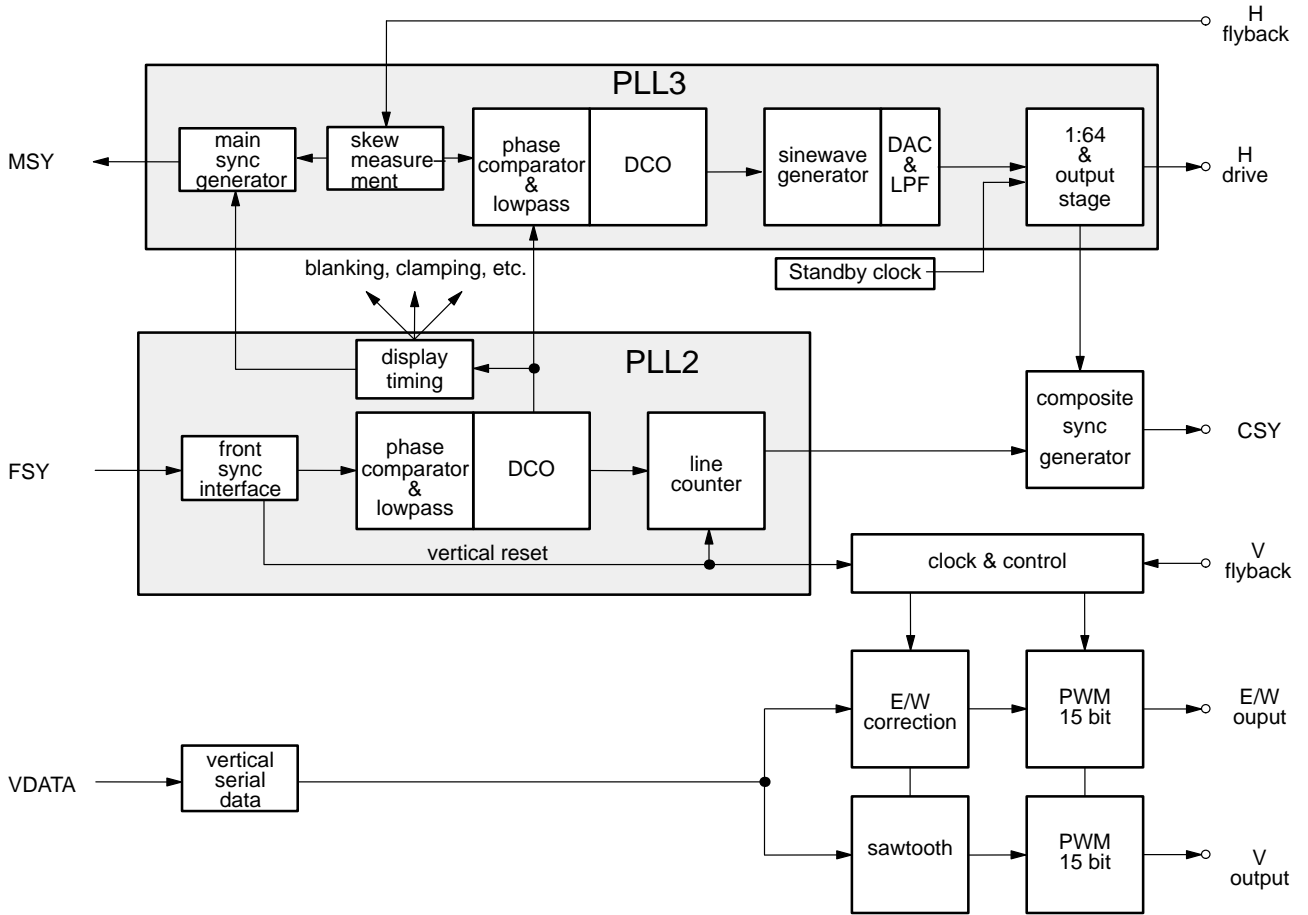 H
flyback
PLL3
MSY
main
sync
generator
skew
measure–
ment
phase
comparator
&
lowpass
DCO
sinewave
generator
DAC
&
LPF
1:64
&
output
stage
H
drive
blanking, clamping, etc.
Standby clock
display
timing
PLL2
FSY
front
sync
interface
phase
comparator
&
lowpass
DCO
line
counter
composite
sync
generator
CSY
vertical reset
clock & control
V
flyback
E/W
correction
PWM
15 bit
E/W
ouput
VDATA
vertical
serial
data
sawtooth
PWM
15 bit
V
output